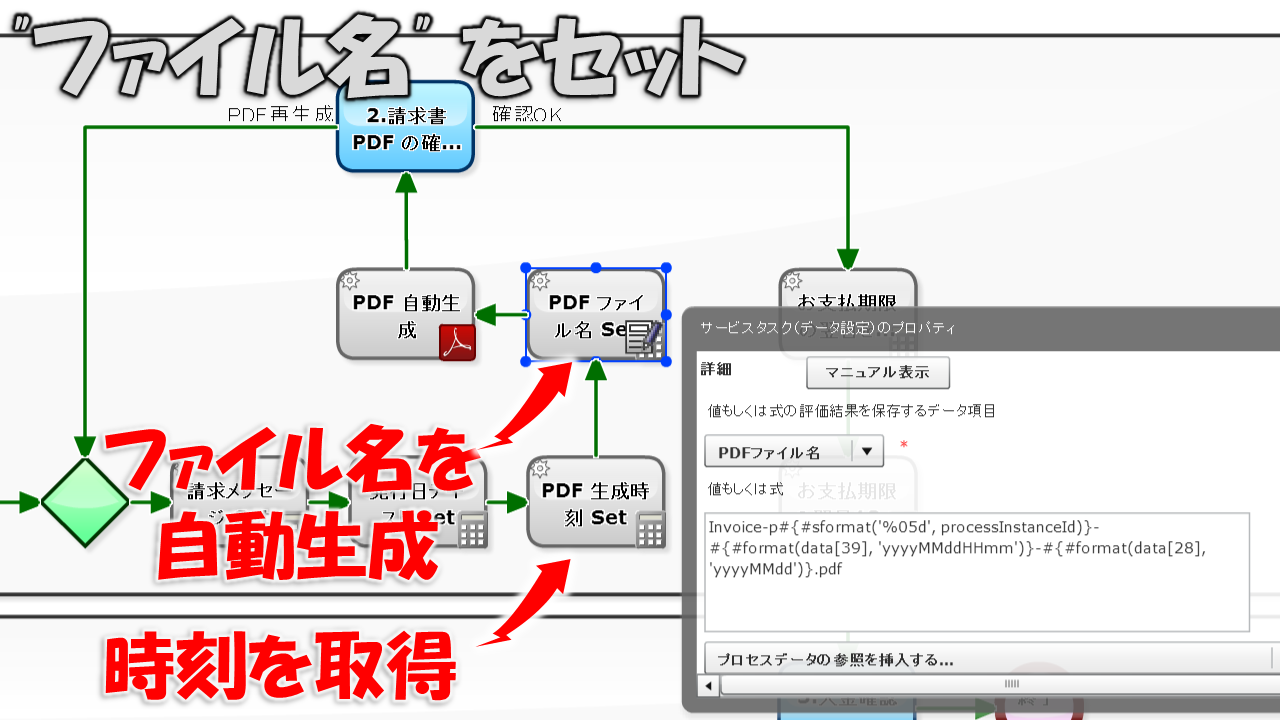 "ファイル名"をセット
PDF再生成
2.請求書
PDF の確...
確認OK
PDF 自動生
成
PDF ファイ
ル名 Se
お支払期限
サービスタスク(データ設定)のプロパティ
詳細
マニュアル表示
値もしくは式の評価結果を保存するデータ項目
PDFファイル名
*
値もしくは式
お支払期限
Invoice-p#{#sformat('%05d', processInstanceId)}-
#{#format(data[39], 'yyyyMMddHHmm')}-#{#format(data[28],
'yyyyMMdd')}.pdf
プロセスデータの参照を挿入する...
ファイル名を
自動生成
請求メッセー
ジ
Set
PDF 生成時
刻 Set
時刻を取得
終了